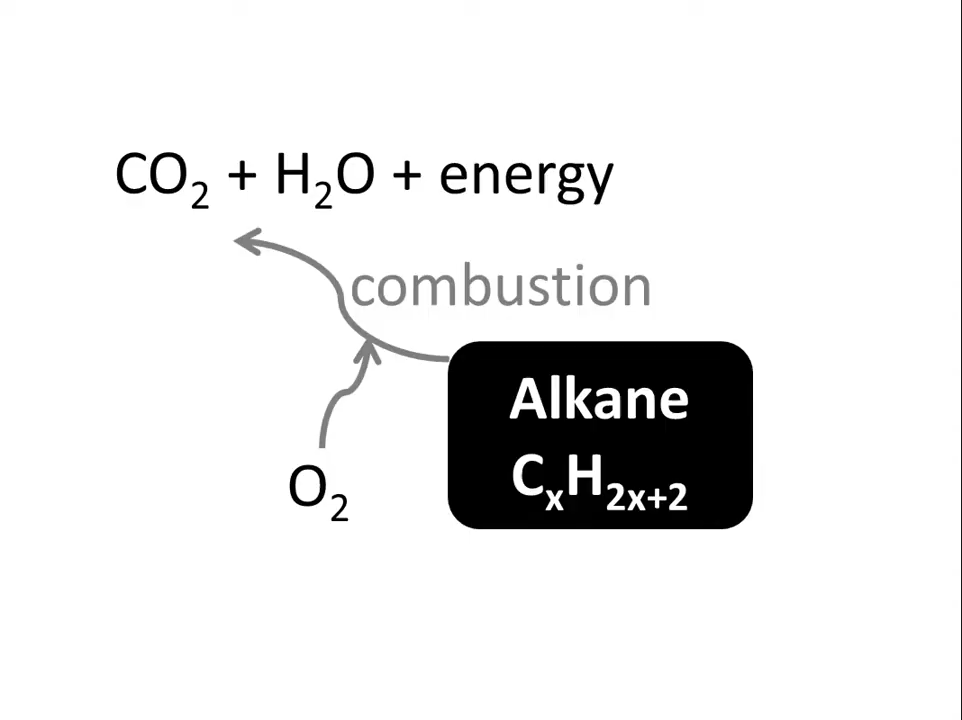 CO₂ + H₂O + energy
combustion
Alkane
CₓH₂ₓ₊₂
O₂